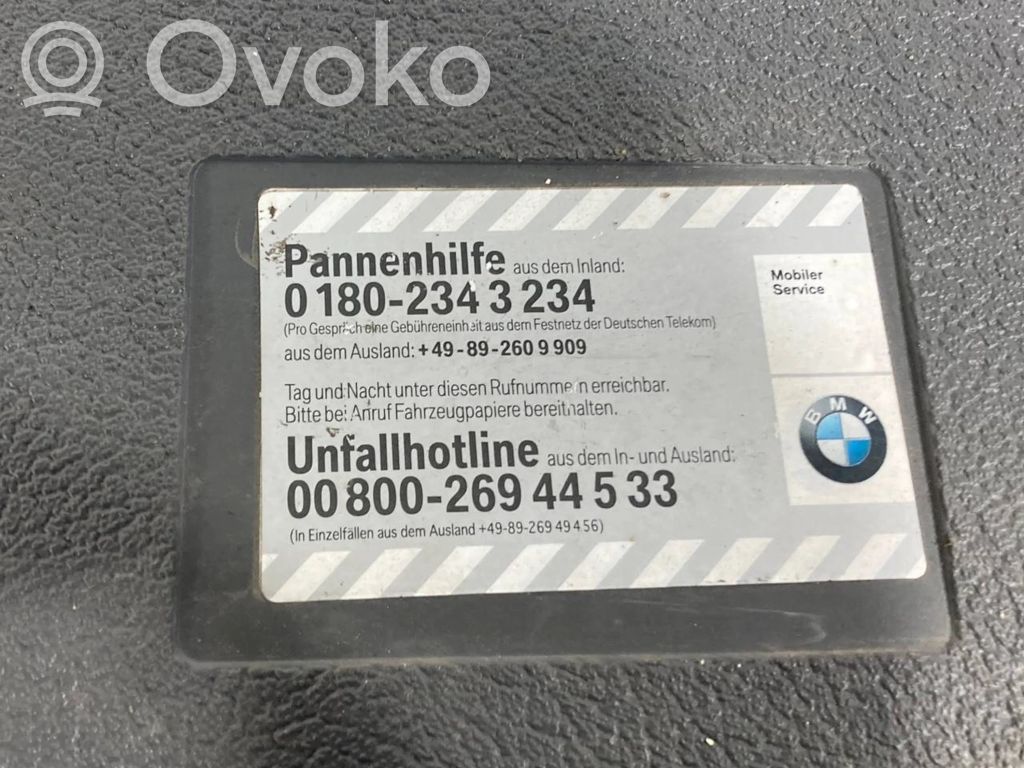 Ovoko
Pannenhilfe aus dem Inland:
0 180-234 3 234
(Pro Gespräch eine Gebühreneinheit aus dem Festnetz der Deutschen Telekom)
aus dem Ausland: +49-89-260 9 909
Tag und Nacht unter diesen Rufnummern erreichbar.
Bitte bei Anruf Fahrzeugpapiere bereithalten.
Unfallhotline aus dem In- und Ausland:
00 800-269 44 5 33
(In Einzelfällen aus dem Ausland +49-89-269 49 4 56)
Mobiler
Service
BMW